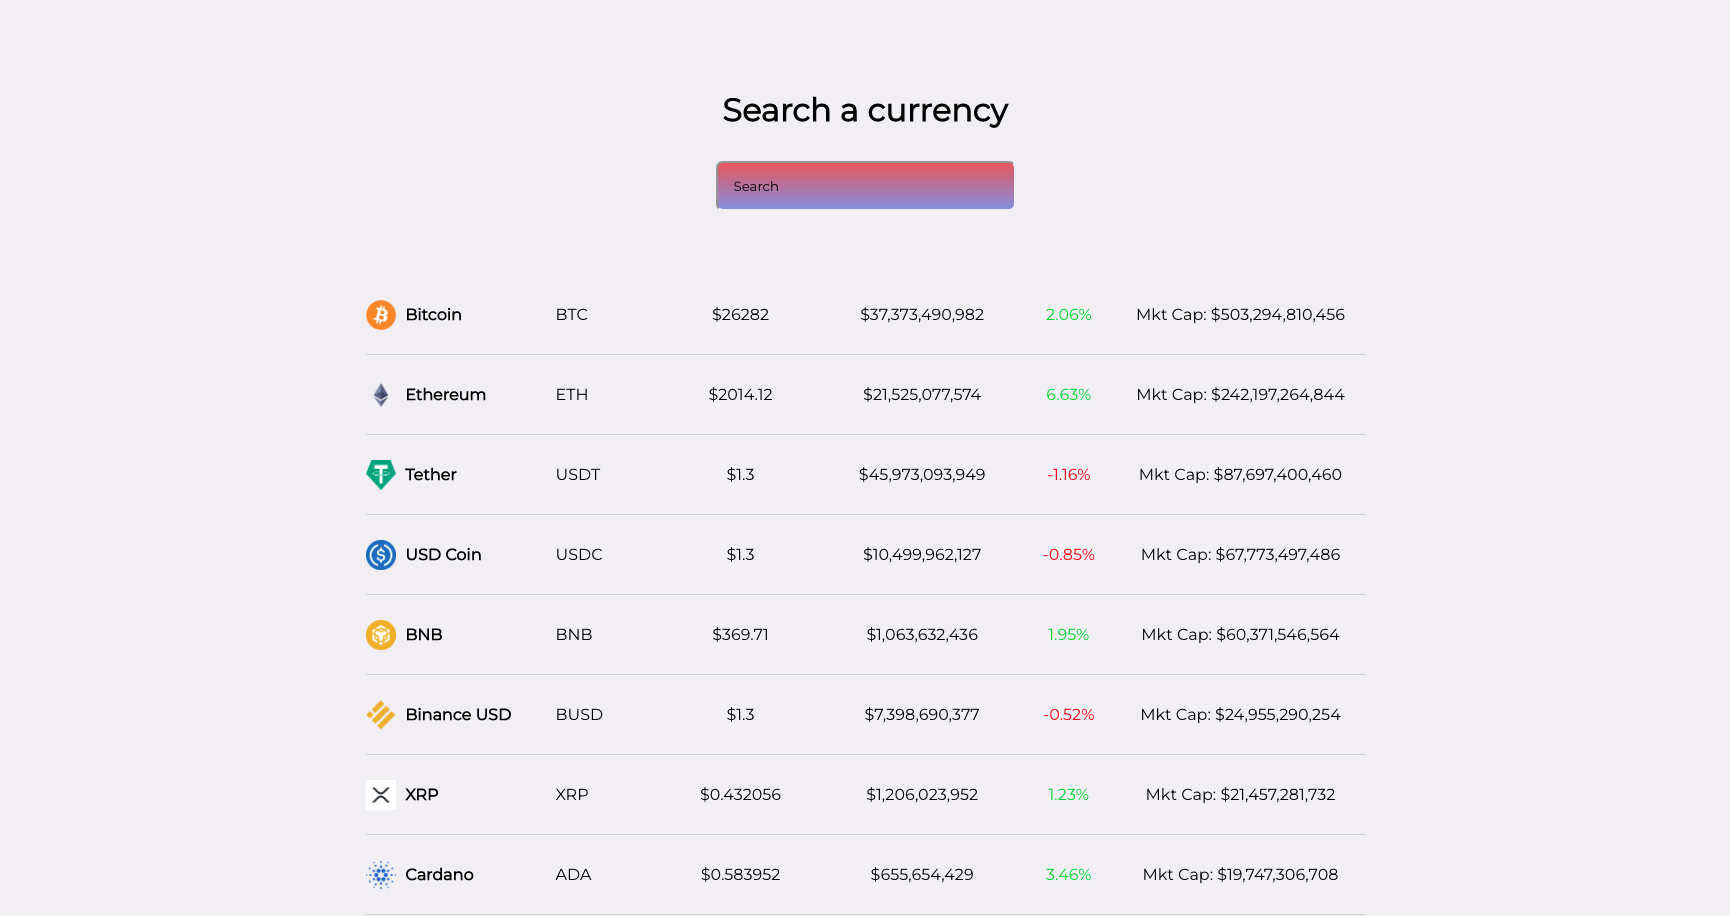 Search a currency
Search
Bitcoin BTC $26282 $37,373,490,982 2.06% Mkt Cap: $503,294,810,456
Ethereum ETH $2014.12 $21,525,077,574 6.63% Mkt Cap: $242,197,264,844
Tether USDT $1.3 $45,973,093,949 -1.16% Mkt Cap: $87,697,400,460
USD Coin USDC $1.3 $10,499,962,127 -0.85% Mkt Cap: $67,773,497,486
BNB BNB $369.71 $1,063,632,436 1.95% Mkt Cap: $60,371,546,564
Binance USD BUSD $1.3 $7,398,690,377 -0.52% Mkt Cap: $24,955,290,254
XRP XRP $0.432056 $1,206,023,952 1.23% Mkt Cap: $21,457,281,732
Cardano ADA $0.583952 $655,654,429 3.46% Mkt Cap: $19,747,306,708